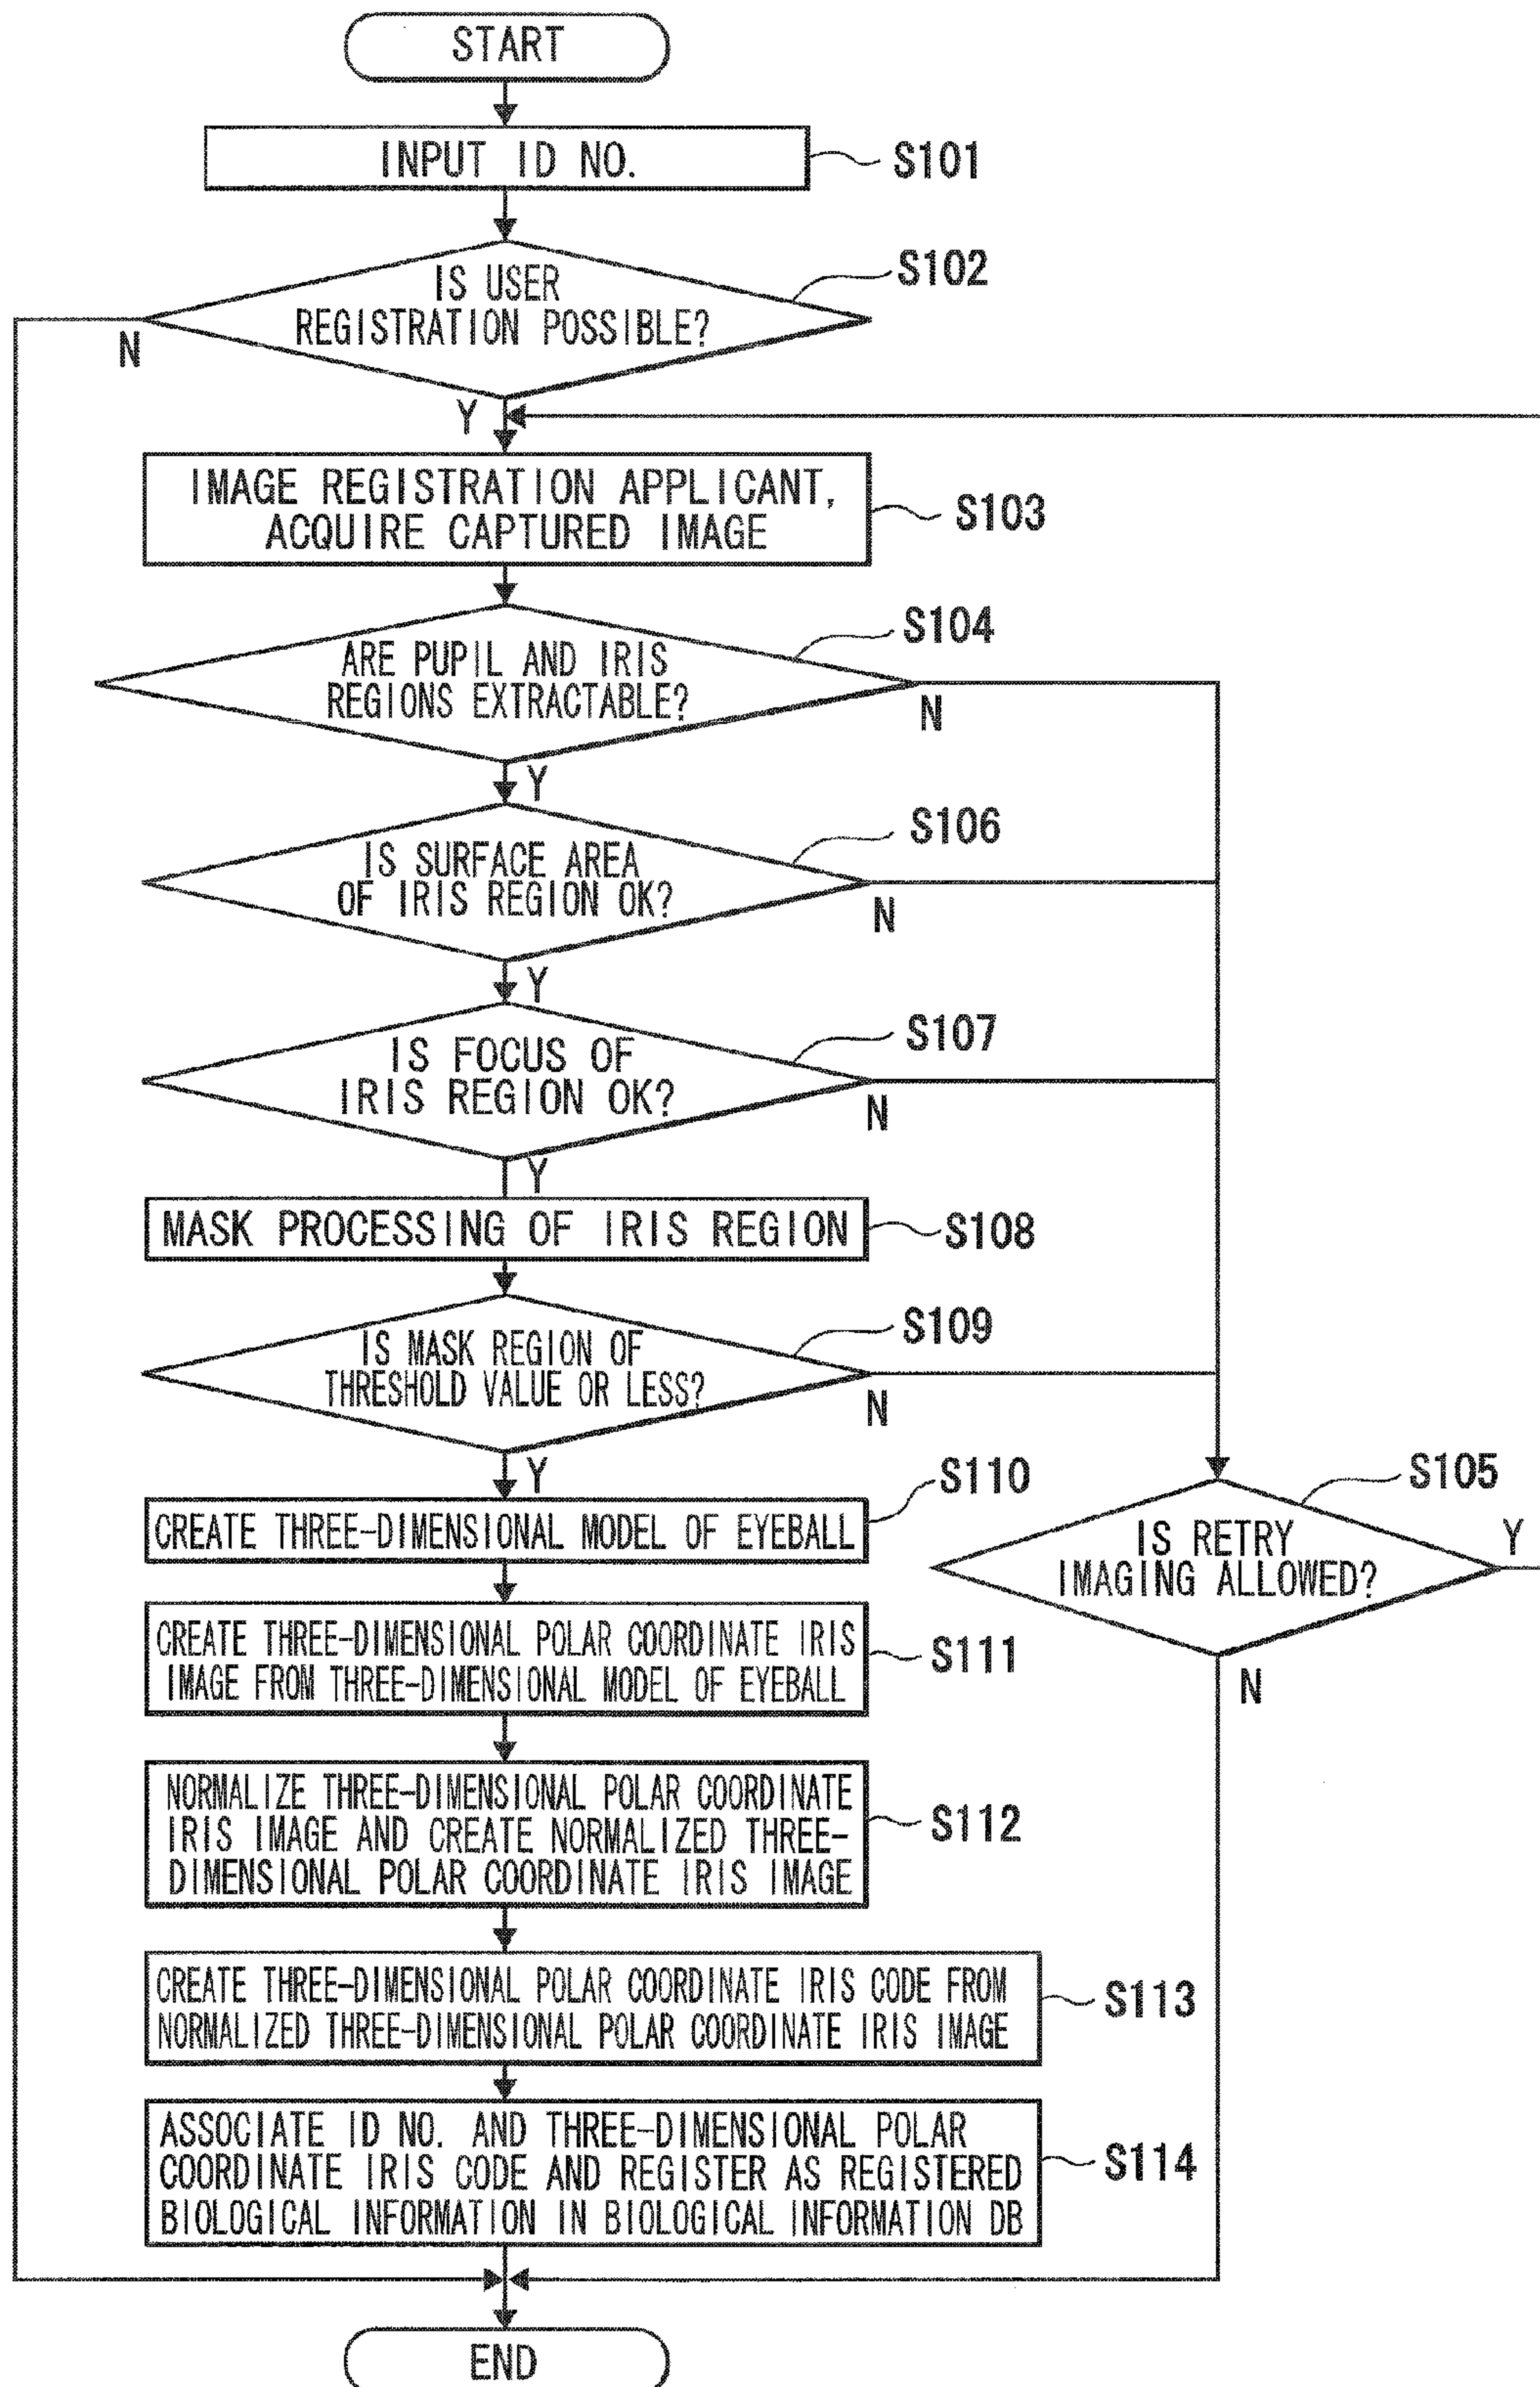 START
INPUT ID NO.
S101
S102
IS USER
REGISTRATION POSSIBLE?
N
Y
IMAGE REGISTRATION APPLICANT,
ACQUIRE CAPTURED IMAGE
S103
S104
ARE PUPIL AND IRIS
REGIONS EXTRACTABLE?
N
Y
S106
IS SURFACE AREA
OF IRIS REGION OK?
N
Y
S107
IS FOCUS OF
IRIS REGION OK?
N
Y
MASK PROCESSING OF IRIS REGION
S108
S109
IS MASK REGION OF
THRESHOLD VALUE OR LESS?
N
Y
S110
CREATE THREE-DIMENSIONAL MODEL OF EYEBALL
S105
IS RETRY
IMAGING ALLOWED?
Y
N
CREATE THREE-DIMENSIONAL POLAR COORDINATE IRIS
IMAGE FROM THREE-DIMENSIONAL MODEL OF EYEBALL
S111
NORMALIZE THREE-DIMENSIONAL POLAR COORDINATE
IRIS IMAGE AND CREATE NORMALIZED THREE-
DIMENSIONAL POLAR COORDINATE IRIS IMAGE
S112
CREATE THREE-DIMENSIONAL POLAR COORDINATE IRIS CODE FROM
NORMALIZED THREE-DIMENSIONAL POLAR COORDINATE IRIS IMAGE
S113
ASSOCIATE ID NO. AND THREE-DIMENSIONAL POLAR
COORDINATE IRIS CODE AND REGISTER AS REGISTERED
BIOLOGICAL INFORMATION IN BIOLOGICAL INFORMATION DB
S114
END